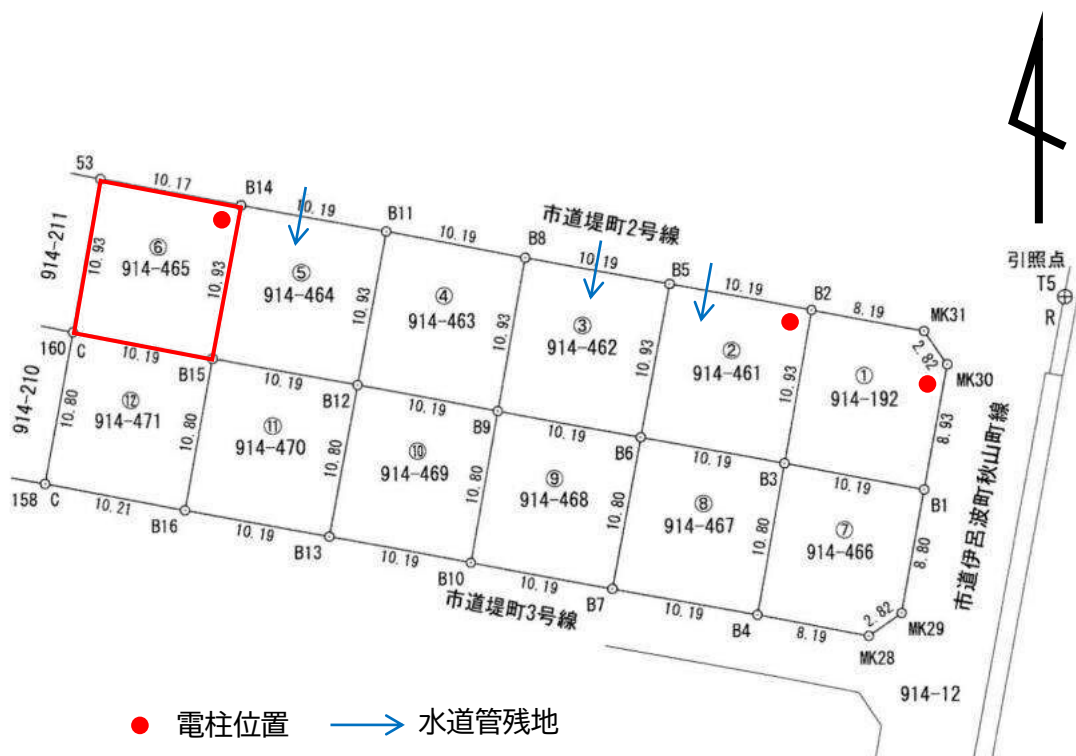 53
10.17
B14
10.19
B11
10.19
B8
市道堤町2号線
10.19
B5
10.19
B2
8.19
MK31
2.82
MK30
引照点
T5
R
914-211
10.93
⑥
914-465
10.93
⑤
914-464
10.93
④
914-463
10.93
③
914-462
10.93
②
914-461
10.93
①
914-192
8.93
160 C
10.19
B15
10.19
B12
10.19
B9
10.19
B6
10.19
B3
10.19
B1
914-210
10.80
⑫
914-471
10.80
⑪
914-470
10.80
⑩
914-469
10.80
⑨
914-468
10.80
⑧
914-467
10.80
⑦
914-466
8.80
市道伊呂波町秋山町線
158 C
10.21
B16
10.19
B13
10.19
B10
10.19
B7
10.19
B4
8.19
MK28
2.82
MK29
市道堤町3号線
914-12
電柱位置
水道管残地